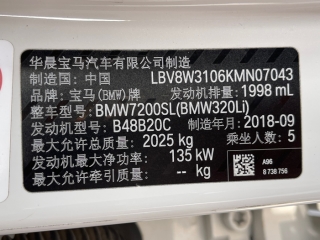 华晨宝马汽车有限公司制造
制造国：中国 LBV8W3106KMN07043
品牌：宝马(BMW)牌 发动机排量：1998 mL
整车型号：BMW7200SL(BMW320Li)
发动机型号：B48B20C 制造年月：2018-09
最大允许总质量：2025 kg 乘坐人数：5
发动机最大净功率：135 kW A96
最大允许牵引质量：-- kg 8 738 756